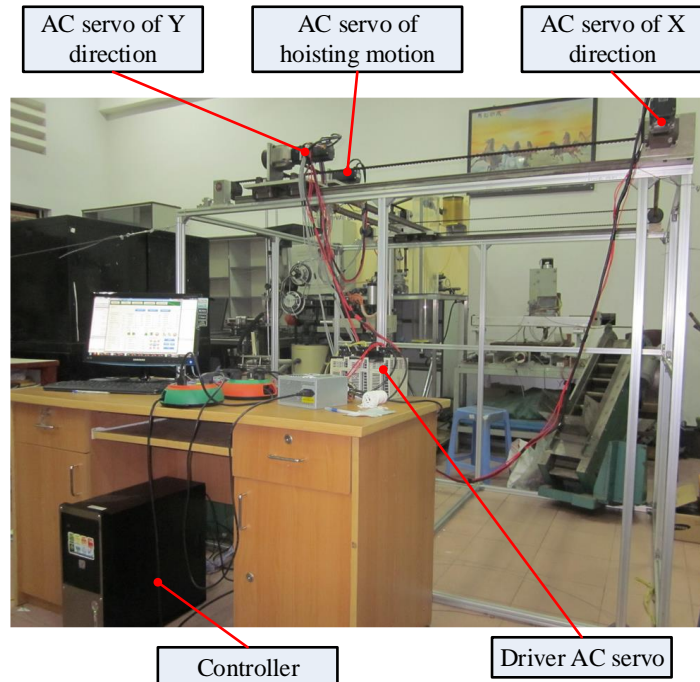 AC servo of Y
direction
AC servo of
hoisting motion
AC servo of X
direction
Controller
Driver AC servo